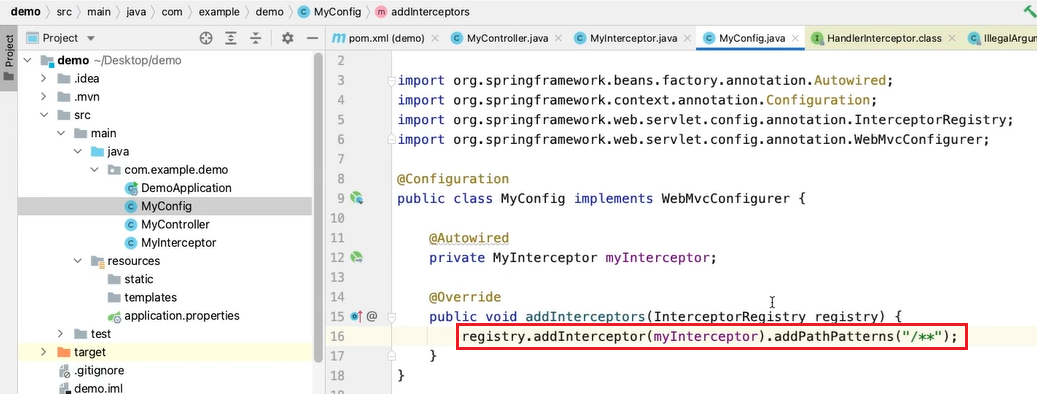 demo src main java com example demo MyConfig addInterceptors
Project
Project
pom.xml (demo) MyController.java MyInterceptor.java MyConfig.java HandlerInterceptor.class IllegalArgum
demo ~/Desktop/demo
.idea
.mvn
src
main
java
com.example.demo
DemoApplication
MyConfig
MyController
MyInterceptor
resources
static
templates
application.properties
test
target
.gitignore
demo.iml
2
3 import org.springframework.beans.factory.annotation.Autowired;
4 import org.springframework.context.annotation.Configuration;
5 import org.springframework.web.servlet.config.annotation.InterceptorRegistry;
6 import org.springframework.web.servlet.config.annotation.WebMvcConfigurer;
7
8 @Configuration
9 public class MyConfig implements WebMvcConfigurer {
10
11 @Autowired
12 private MyInterceptor myInterceptor;
13
14 @Override
15 @ public void addInterceptors(InterceptorRegistry registry) {
16 registry.addInterceptor(myInterceptor).addPathPatterns("/**");
17 }
18 }